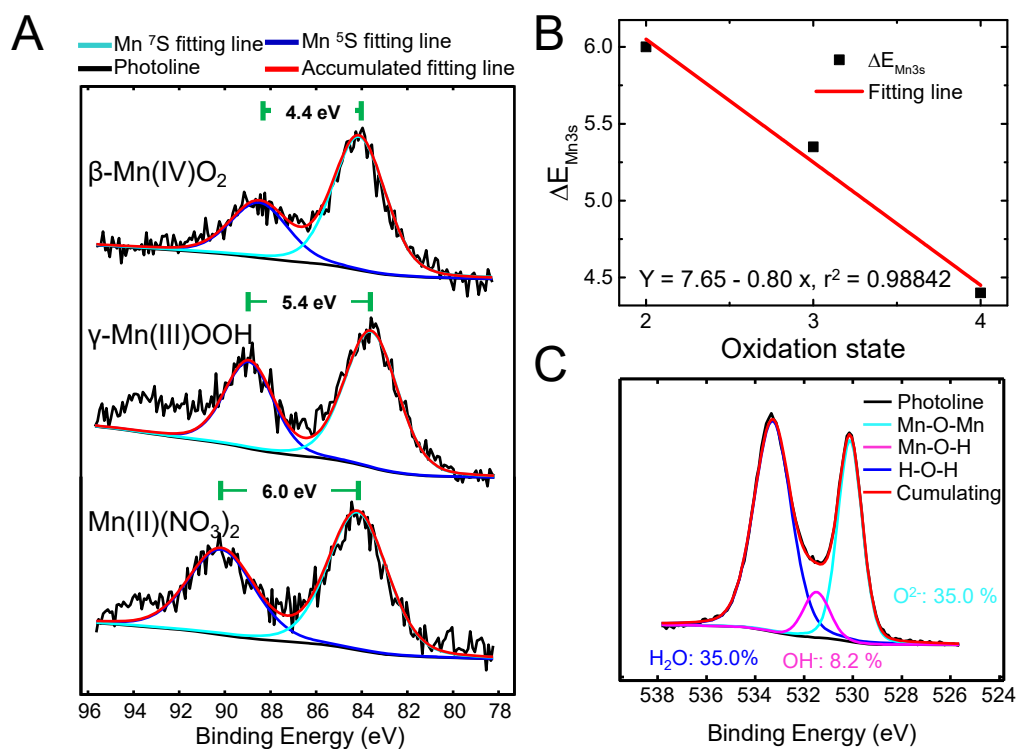 A
Mn ⁷S fitting line
Mn ⁵S fitting line
Photoline
Accumulated fitting line
4.4 eV
β-Mn(IV)O₂
5.4 eV
γ-Mn(III)OOH
6.0 eV
Mn(II)(NO₃)₂
96 94 92 90 88 86 84 82 80 78
Binding Energy (eV)
B
6.0
5.5
5.0
4.5
ΔE_Mn3s
ΔE_Mn3s
Fitting line
Y = 7.65 - 0.80 x, r² = 0.98842
2 3 4
Oxidation state
C
Photoline
Mn-O-Mn
Mn-O-H
H-O-H
Cumulating
O²⁻: 35.0 %
H₂O: 35.0%
OH⁻: 8.2 %
538 536 534 532 530 528 526 524
Binding Energy (eV)